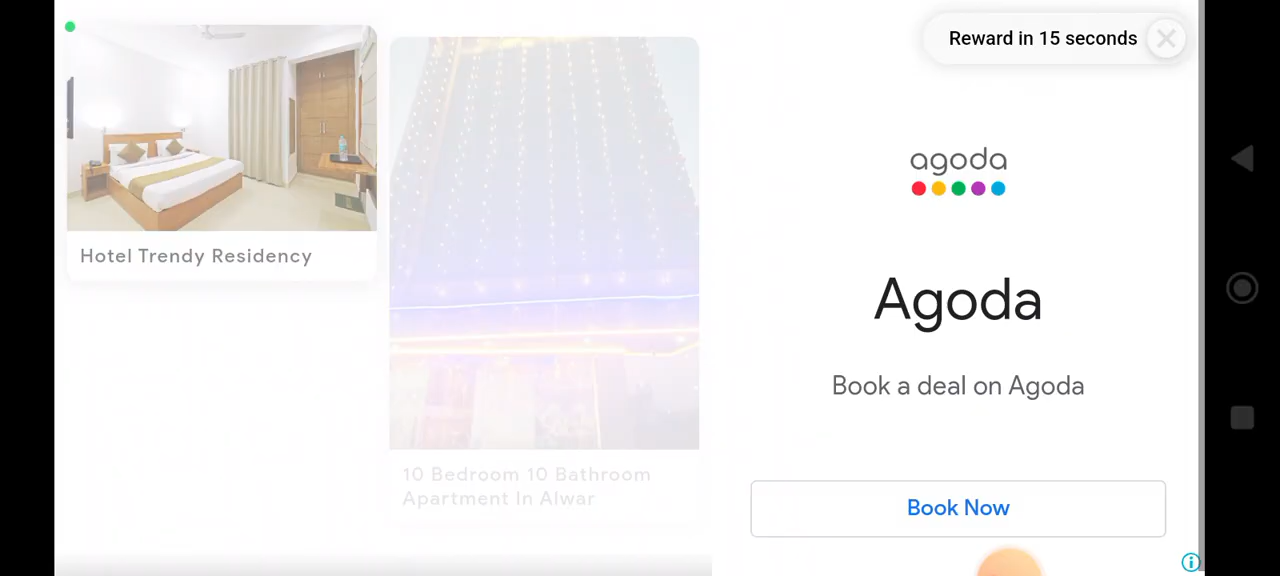 Reward in 15 seconds
agoda
Hotel Trendy Residency
Agoda
Book a deal on Agoda
10 Bedroom 10 Bathroom
Apartment In Alwar
Book Now